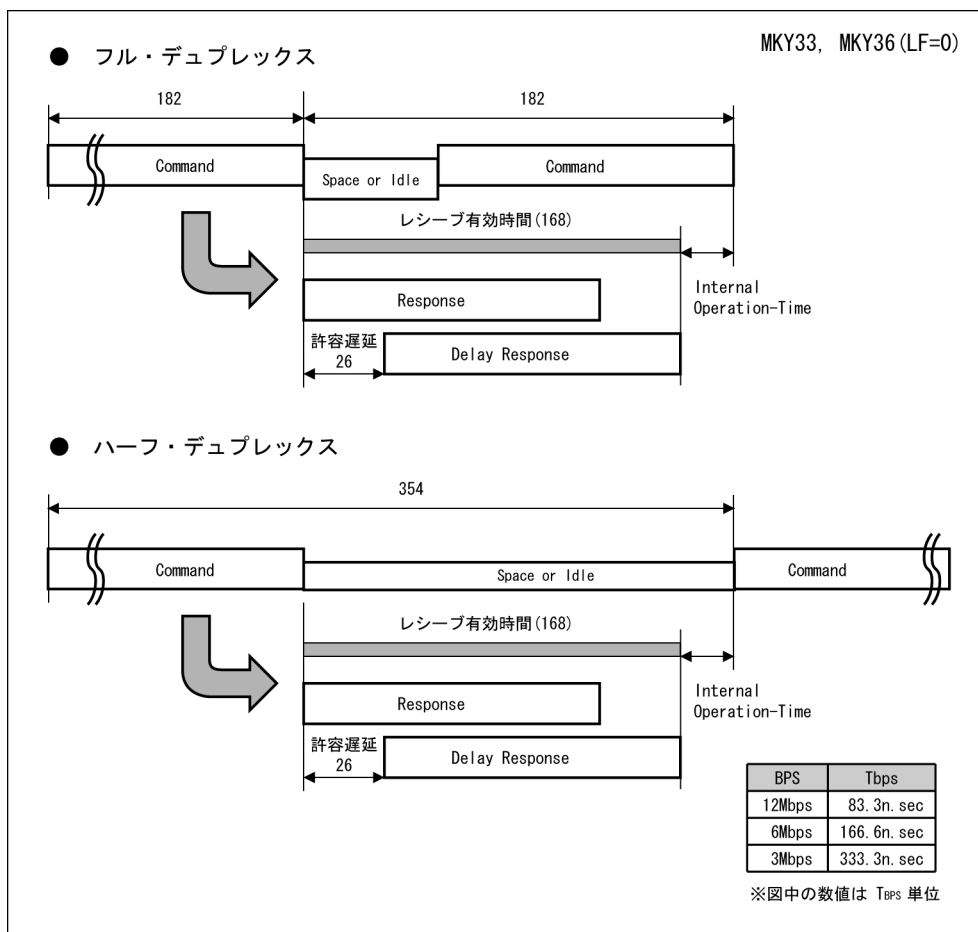 MKY33, MKY36(LF=0)
● フル・デュプレックス
182
182
Command
Space or Idle
Command
レシーブ有効時間(168)
Response
Internal
Operation-Time
許容遅延
26
Delay Response
● ハーフ・デュプレックス
354
Command
Space or Idle
Command
レシーブ有効時間(168)
Response
Internal
Operation-Time
許容遅延
26
Delay Response
BPS Tbps
12Mbps 83.3n.sec
6Mbps 166.6n.sec
3Mbps 333.3n.sec
※図中の数値は TBPS 単位